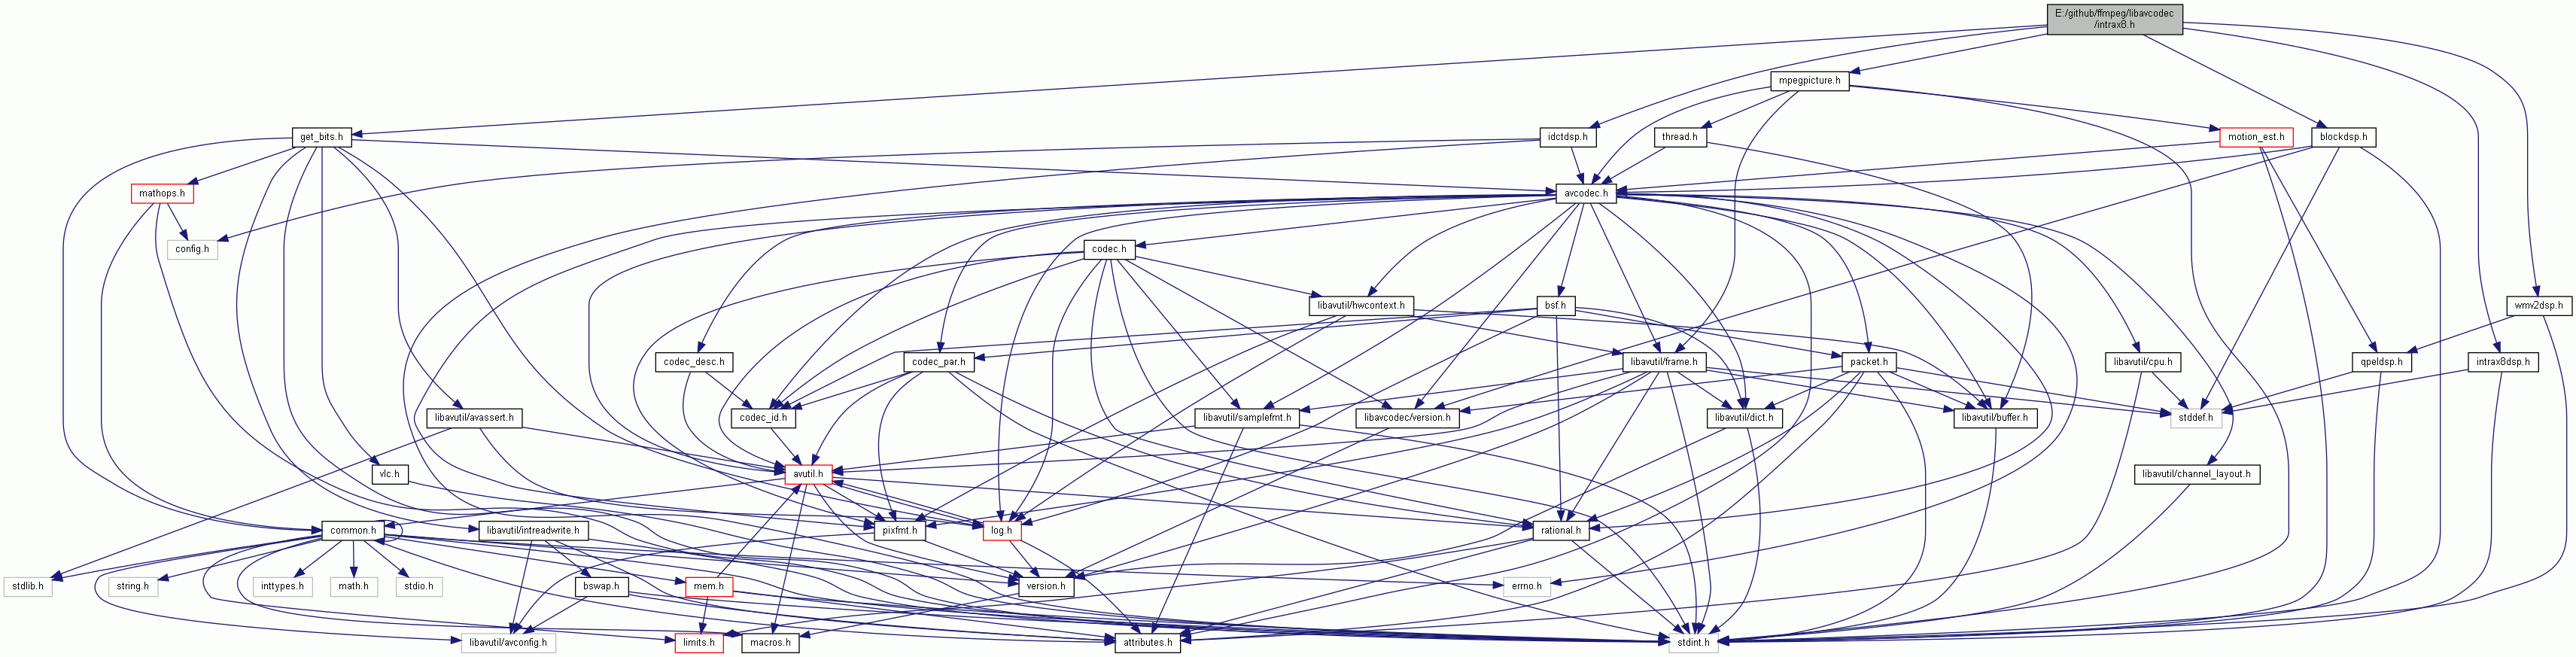 E:/github/ffmpeg/libavcodec
/intrax8.h
mpegpicture.h
get_bits.h
idctdsp.h
thread.h
motion_est.h
blockdsp.h
mathops.h
avcodec.h
config.h
codec.h
libavutil/hwcontext.h
bsf.h
wmv2dsp.h
codec_desc.h
codec_par.h
libavutil/frame.h
packet.h
libavutil/cpu.h
qpeldsp.h
intrax8dsp.h
libavutil/avassert.h
codec_id.h
libavutil/samplefmt.h
libavcodec/version.h
libavutil/dict.h
libavutil/buffer.h
stddef.h
vlc.h
avutil.h
libavutil/channel_layout.h
common.h
libavutil/intreadwrite.h
pixfmt.h
log.h
rational.h
stdlib.h
string.h
inttypes.h
math.h
stdio.h
bswap.h
mem.h
version.h
errno.h
libavutil/avconfig.h
limits.h
macros.h
attributes.h
stdint.h